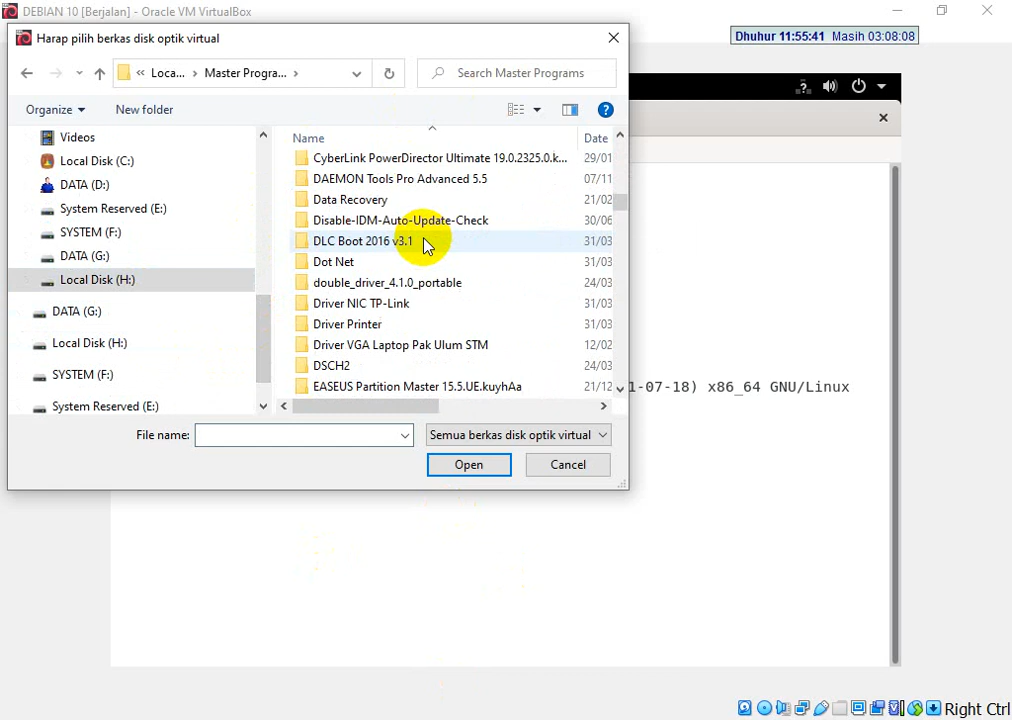 DEBIAN 10 [Berjalan] - Oracle VM VirtualBox
Harap pilih berkas disk optik virtual
Dhuhur 11:55:41 Masih 03:08:08
« Loca... › Master Progra... ›
Search Master Programs
Organize
New folder
Name
Date
Videos
Local Disk (C:)
DATA (D:)
System Reserved (E:)
SYSTEM (F:)
DATA (G:)
Local Disk (H:)
DATA (G:)
Local Disk (H:)
SYSTEM (F:)
System Reserved (E:)
CyberLink PowerDirector Ultimate 19.0.2325.0.k... 29/01
DAEMON Tools Pro Advanced 5.5 07/11
Data Recovery 21/02
Disable-IDM-Auto-Update-Check 30/06
DLC Boot 2016 v3.1 31/03
Dot Net 31/03
double_driver_4.1.0_portable 24/03
Driver NIC TP-Link 31/03
Driver Printer 31/03
Driver VGA Laptop Pak Ulum STM 12/02
DSCH2 24/03
EASEUS Partition Master 15.5.UE.kuyhAa 21/12
1-07-18) x86_64 GNU/Linux
File name:
Semua berkas disk optik virtual
Open
Cancel
Right Ctrl